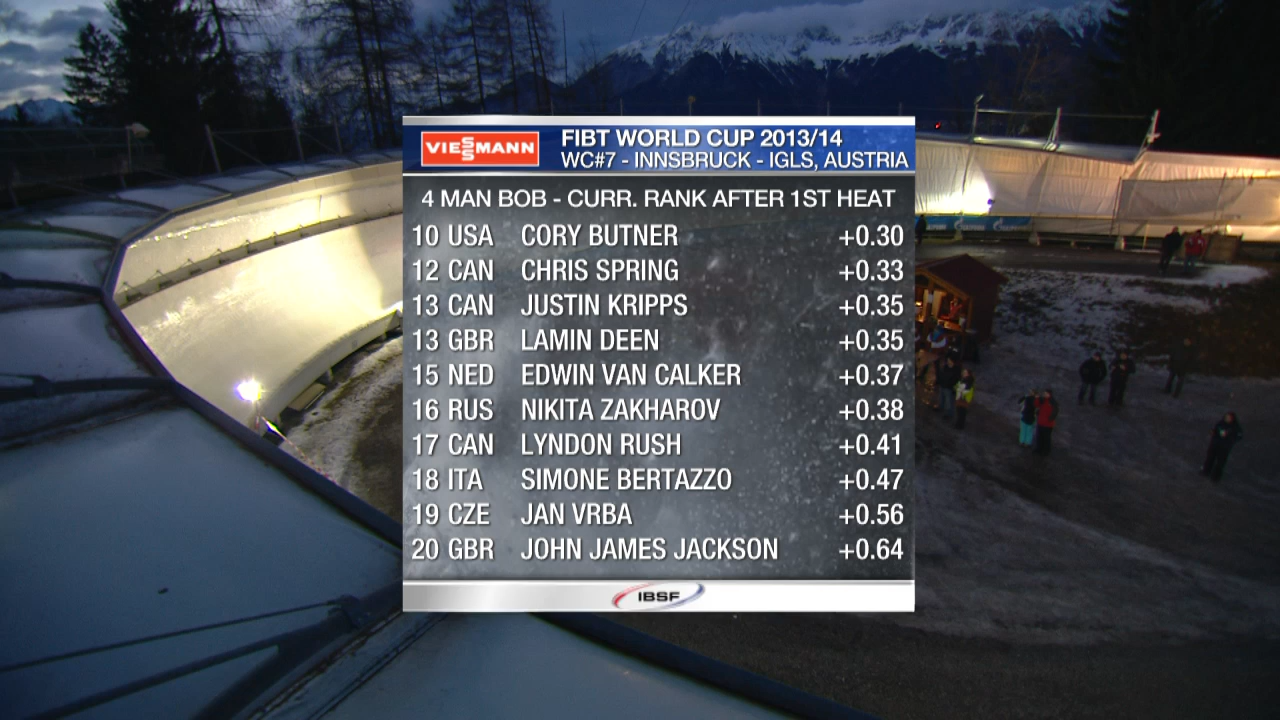 VIESSMANN
FIBT WORLD CUP 2013/14
WC#7 - INNSBRUCK - IGLS, AUSTRIA
4 MAN BOB - CURR. RANK AFTER 1ST HEAT
10 USA CORY BUTNER +0.30
12 CAN CHRIS SPRING +0.33
13 CAN JUSTIN KRIPPS +0.35
13 GBR LAMIN DEEN +0.35
15 NED EDWIN VAN CALKER +0.37
16 RUS NIKITA ZAKHAROV +0.38
17 CAN LYNDON RUSH +0.41
18 ITA SIMONE BERTAZZO +0.47
19 CZE JAN VRBA +0.56
20 GBR JOHN JAMES JACKSON +0.64
IBSF